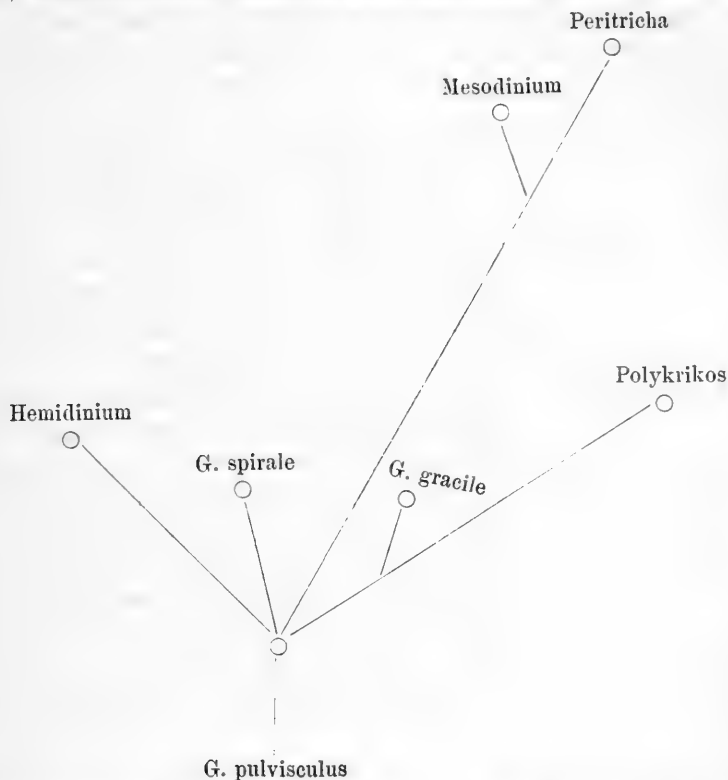 Peritricha
Mesodinium
Polykrikos
Hemidinium
G. spirale
G. gracile
G. pulvisculus